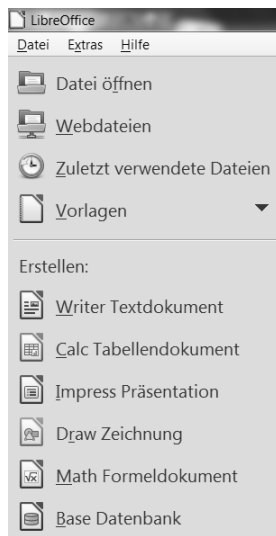 LibreOffice
Datei Extras Hilfe
Datei öffnen
Webdateien
Zuletzt verwendete Dateien
Vorlagen
Erstellen:
Writer Textdokument
Calc Tabellendokument
Impress Präsentation
Draw Zeichnung
Math Formeldokument
Base Datenbank